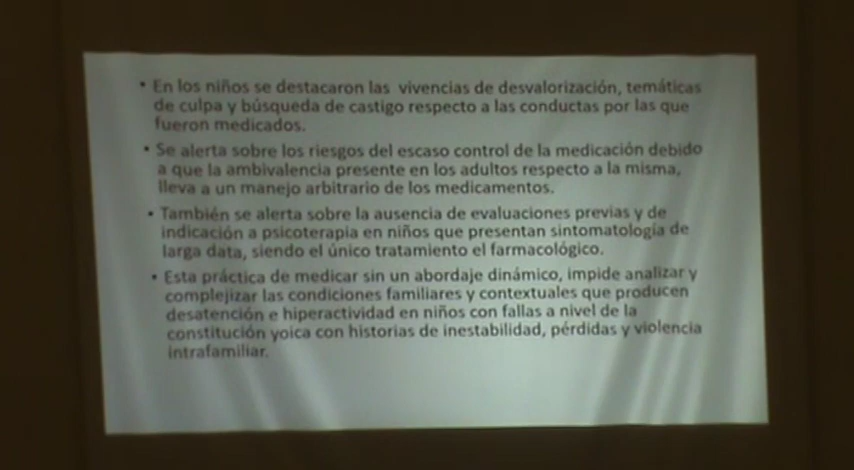 • En los niños se destacaron las vivencias de desvalorización, temáticas
de culpa y búsqueda de castigo respecto a las conductas por las que
fueron medicados.
• Se alerta sobre los riesgos del escaso control de la medicación debido
a que la ambivalencia presente en los adultos respecto a la misma,
lleva a un manejo arbitrario de los medicamentos.
• También se alerta sobre la ausencia de evaluaciones previas y de
indicación a psicoterapia en niños que presentan sintomatología de
larga data, siendo el único tratamiento el farmacológico.
• Esta práctica de medicar sin un abordaje dinámico, impide analizar y
complejizar las condiciones familiares y contextuales que producen
desatención e hiperactividad en niños con fallas a nivel de la
constitución yoica con historias de inestabilidad, pérdidas y violencia
intrafamiliar.